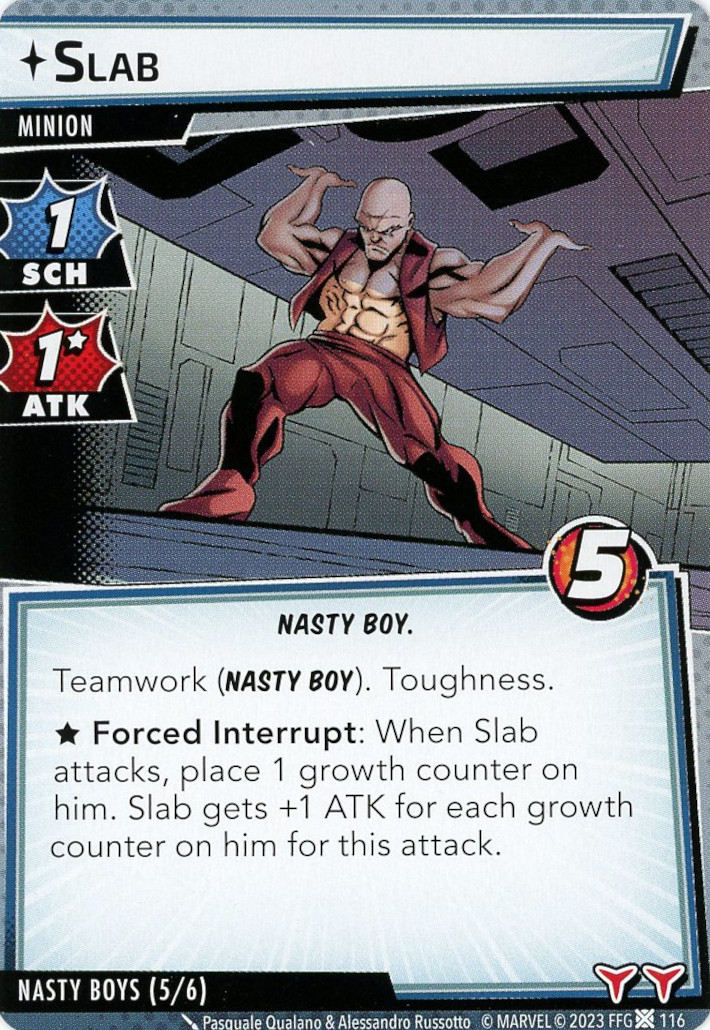 SLAB
MINION
1
SCH
1★
ATK
5
NASTY BOY.
Teamwork (NASTY BOY). Toughness.
★ Forced Interrupt: When Slab
attacks, place 1 growth counter on
him. Slab gets +1 ATK for each growth
counter on him for this attack.
NASTY BOYS (5/6)
Pasquale Qualano & Alessandro Russotto © MARVEL © 2023 FFG 116